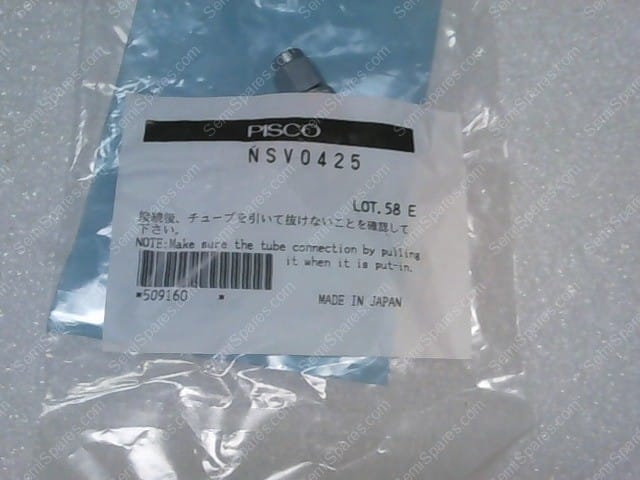 PISCO
NSV0425
LOT.58 E
接続後、チューブを引いて抜けないことを確認して
下さい。
NOTE:Make sure the tube connection by pulling
it when it is put-in.
*509160 *
MADE IN JAPAN
SemiSpares.com